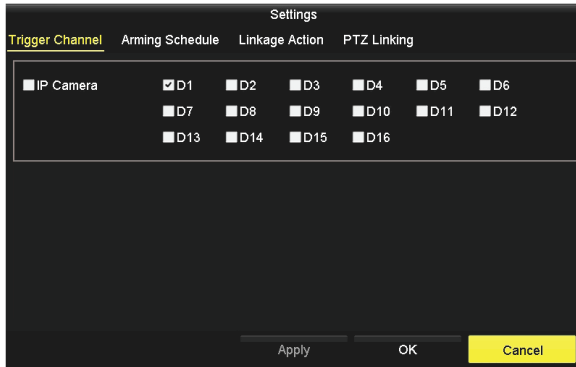 Settings
Trigger Channel Arming Schedule Linkage Action PTZ Linking
IP Camera D1 D2 D3 D4 D5 D6
D7 D8 D9 D10 D11 D12
D13 D14 D15 D16
Apply OK Cancel